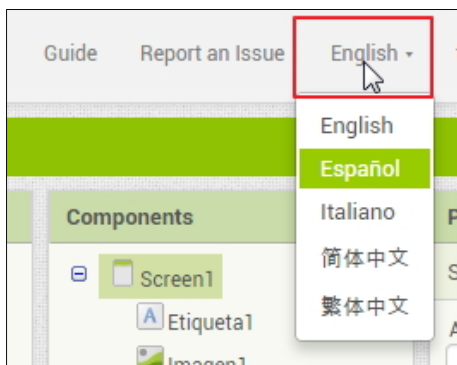 Guide Report an Issue English
English
Español
Italiano
简体中文
繁体中文
Components
Screen1
A Etiqueta1
Imagen1